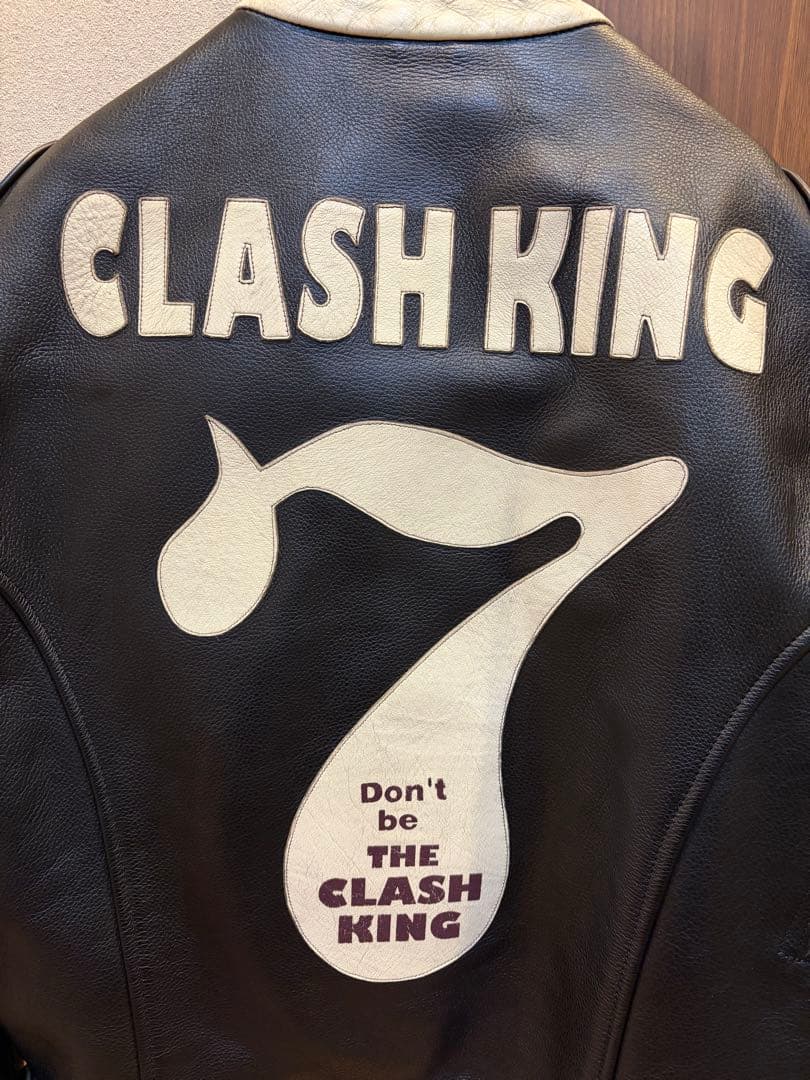 CLASH KING
7
Don't
be
THE
CLASH
KING